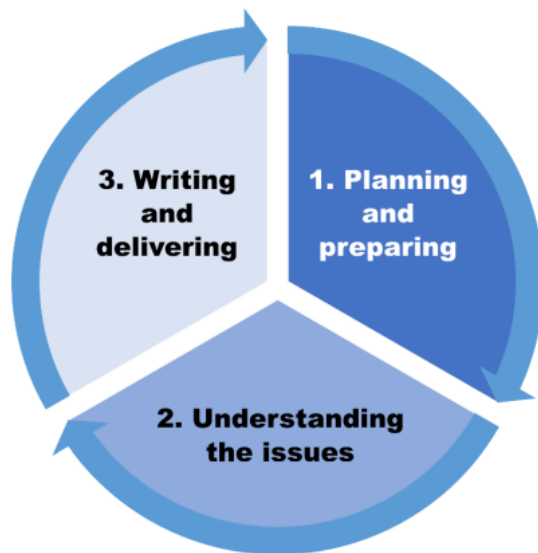 1. Planning
and
preparing
2. Understanding
the issues
3. Writing
and
delivering